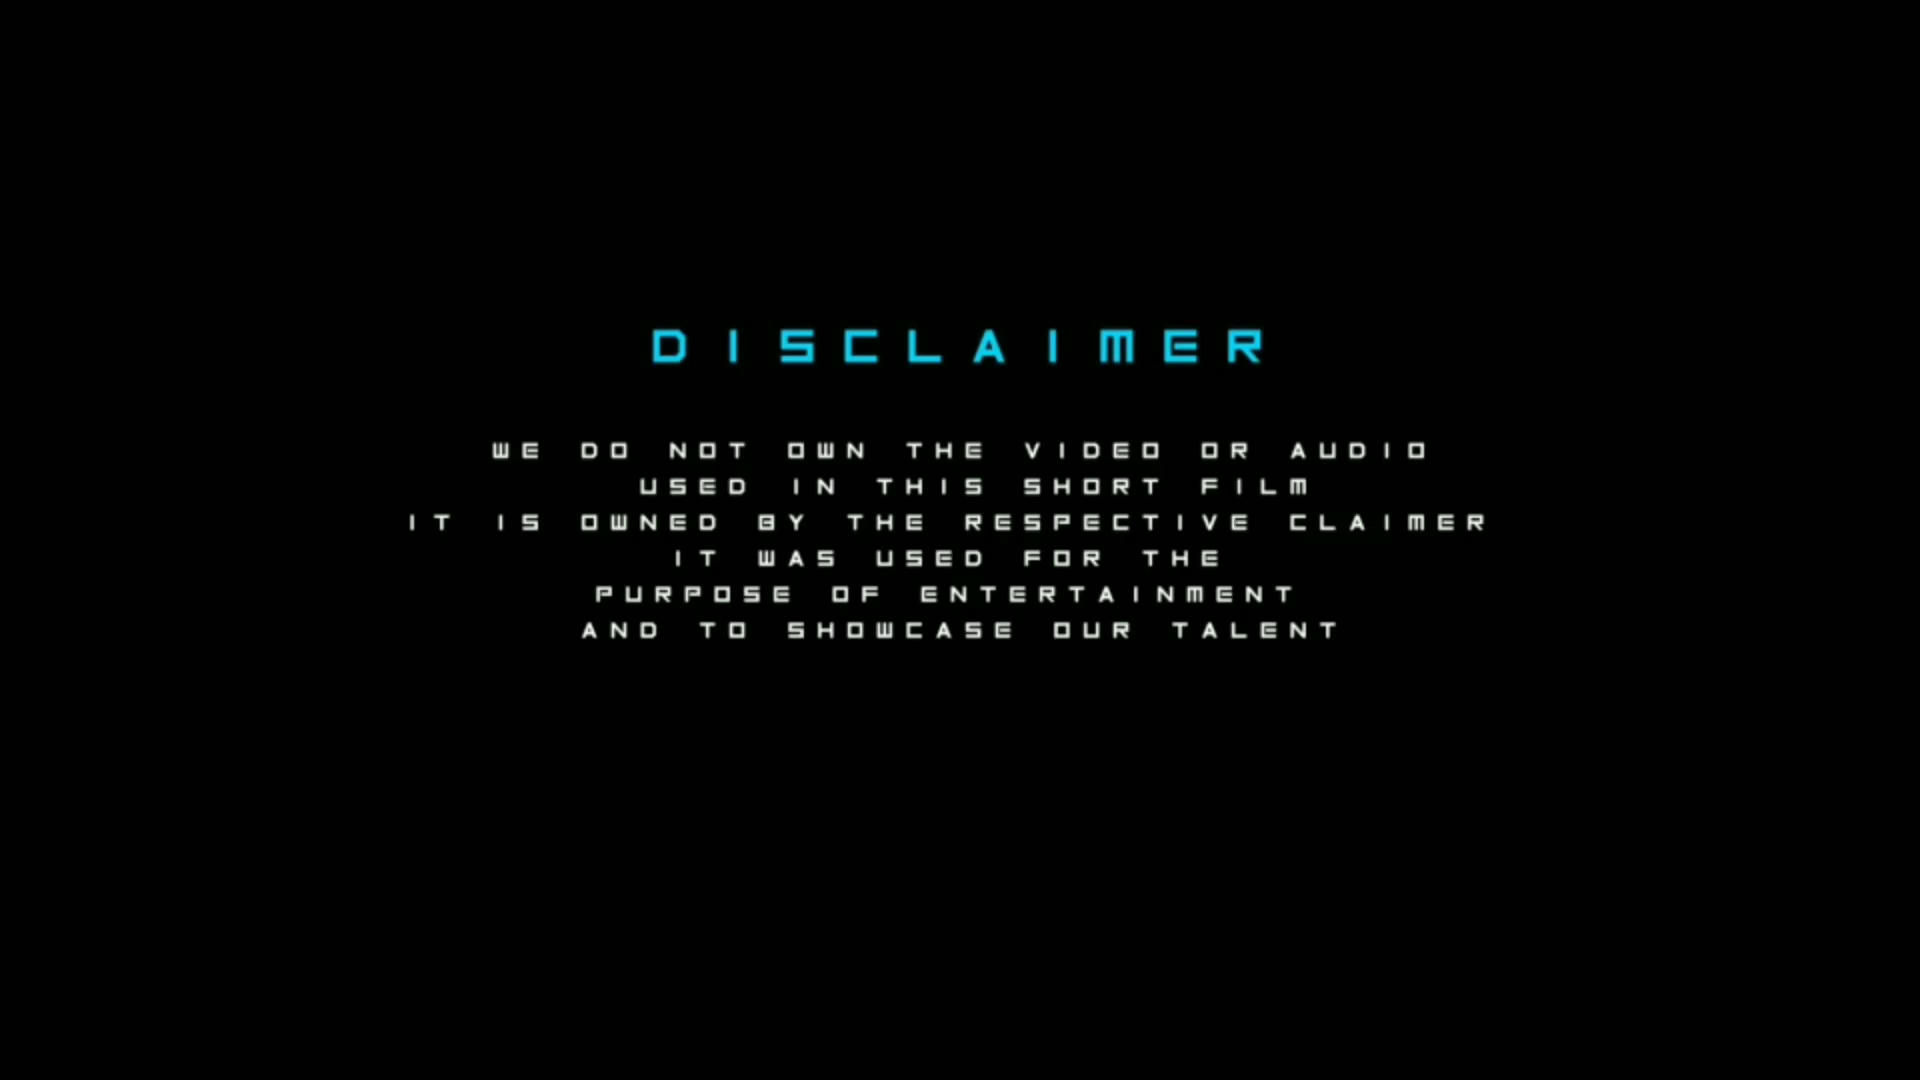 DISCLAIMER
WE DO NOT OWN THE VIDEO OR AUDIO
USED IN THIS SHORT FILM
IT IS OWNED BY THE RESPECTIVE CLAIMER
IT WAS USED FOR THE
PURPOSE OF ENTERTAINMENT
AND TO SHOWCASE OUR TALENT